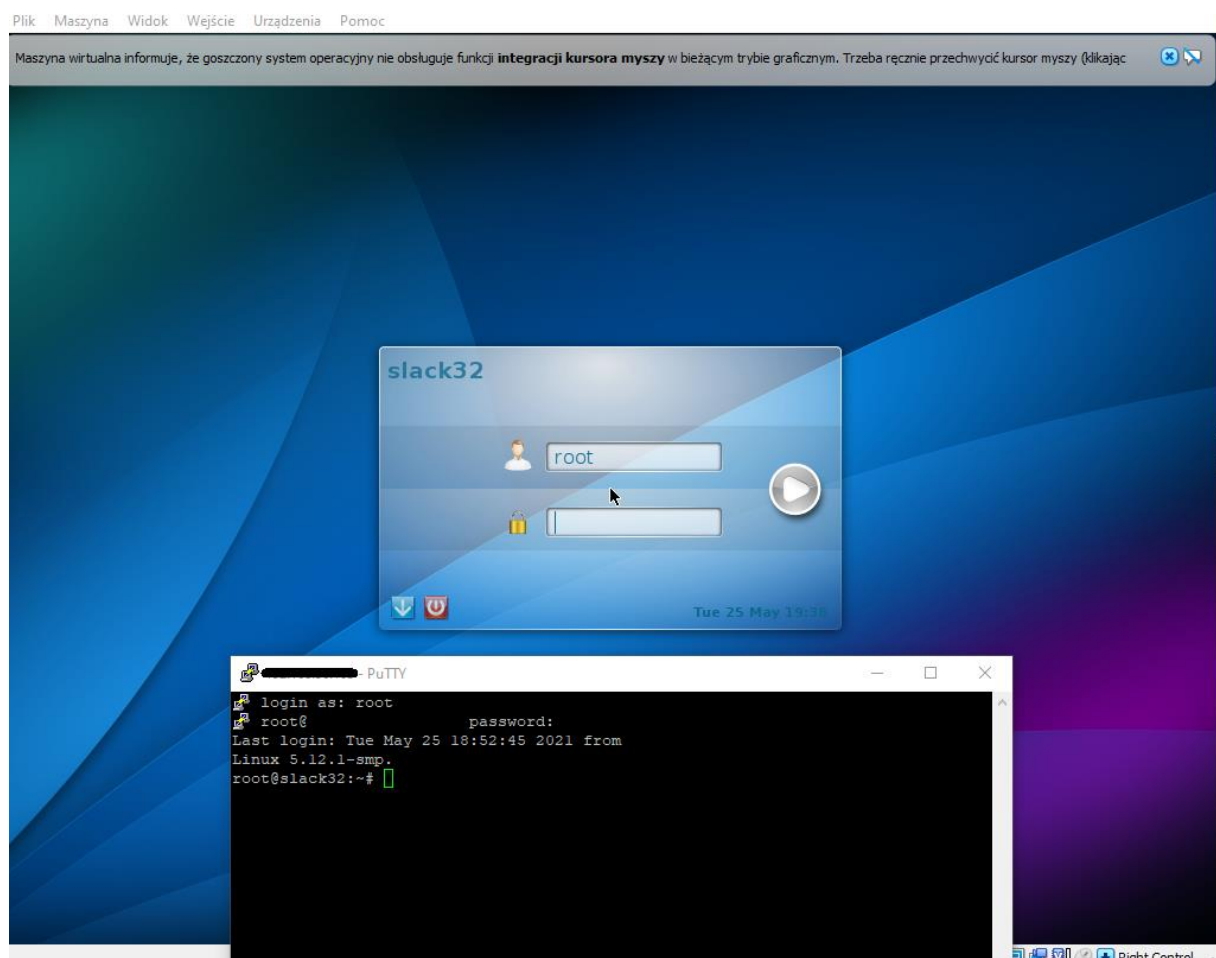 Plik Maszyna Widok Wejście Urządzenia Pomoc
Maszyna wirtualna informuje, że goszczony system operacyjny nie obsługuje funkcji integracji kursora myszy w bieżącym trybie graficznym. Trzeba ręcznie przechwycić kursor myszy (klikając
slack32
root
Tue 25 May 19:38
- PuTTY
login as: root
root@ password:
Last login: Tue May 25 18:52:45 2021 from
Linux 5.12.1-smp.
root@slack32:~#
Right Control